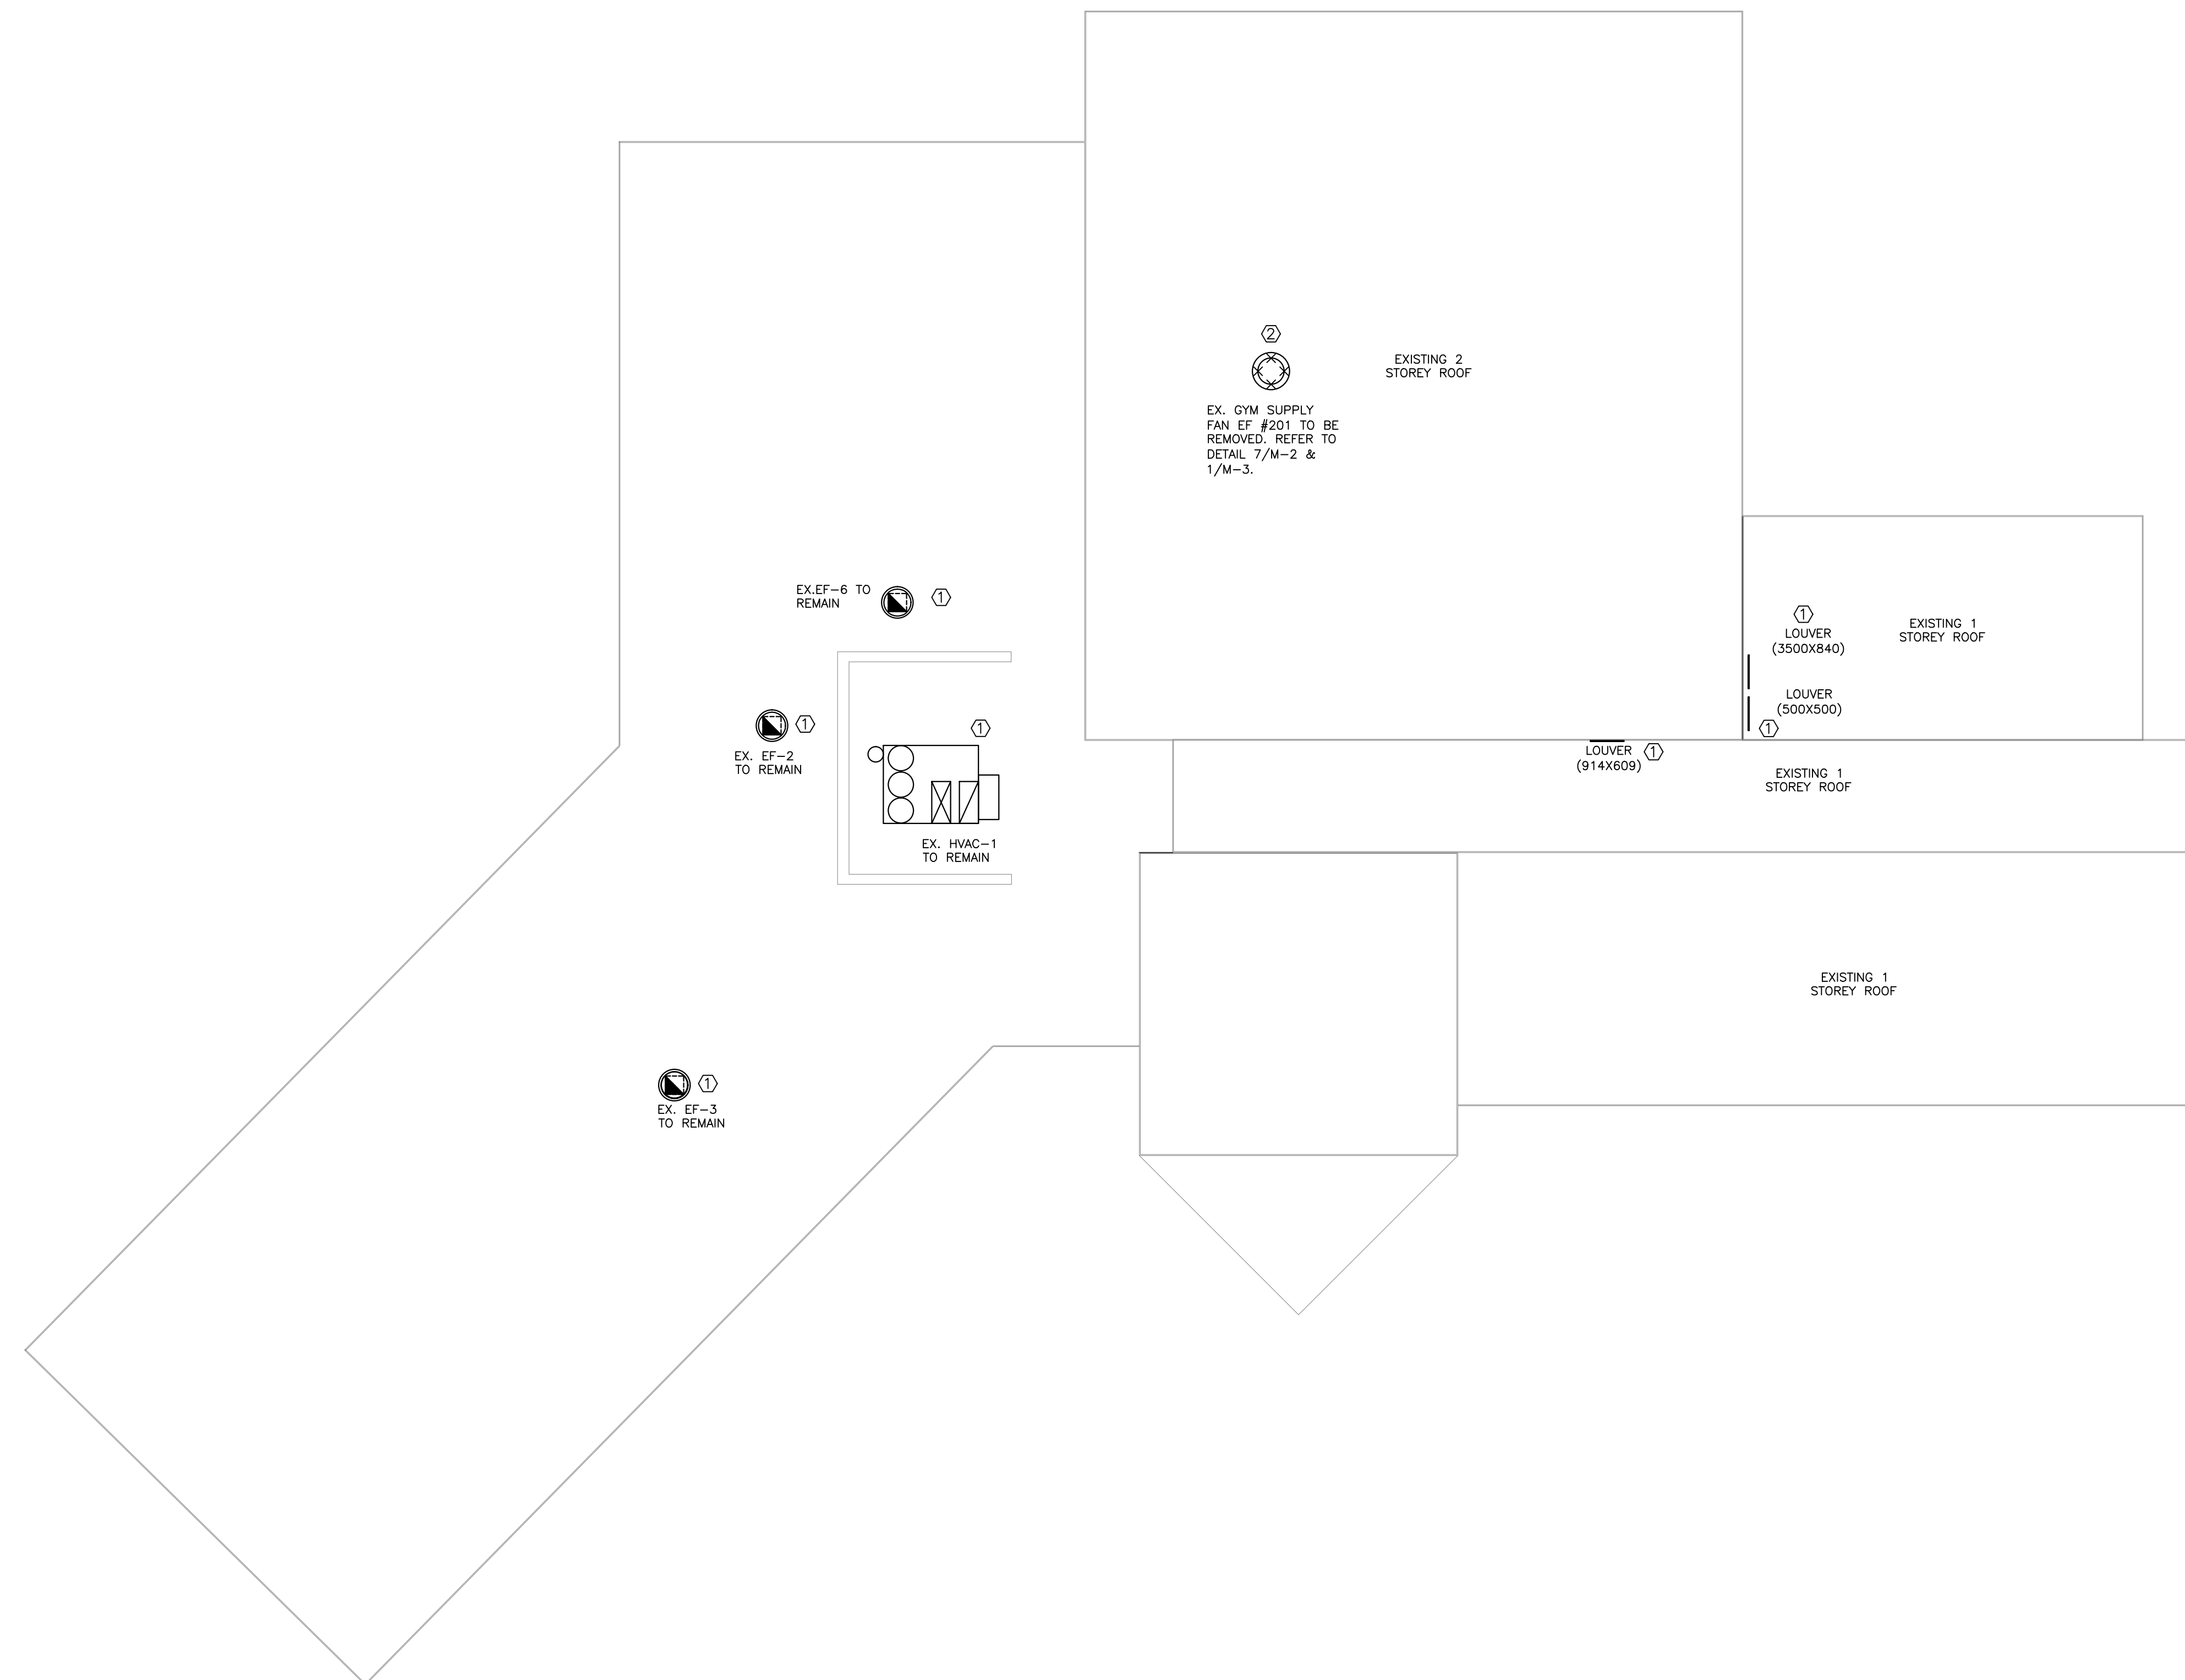 2
EXISTING 2
STOREY ROOF
EX. GYM SUPPLY
FAN EF #201 TO BE
REMOVED. REFER TO
DETAIL 7/M-2 &
1/M-3.
EX.EF-6 TO
REMAIN
1
1
LOUVER
(3500X840)
EXISTING 1
STOREY ROOF
LOUVER
(500X500)
1
1
EX. EF-2
TO REMAIN
1
EX. HVAC-1
TO REMAIN
LOUVER
(914X609)
1
EXISTING 1
STOREY ROOF
EXISTING 1
STOREY ROOF
1
EX. EF-3
TO REMAIN